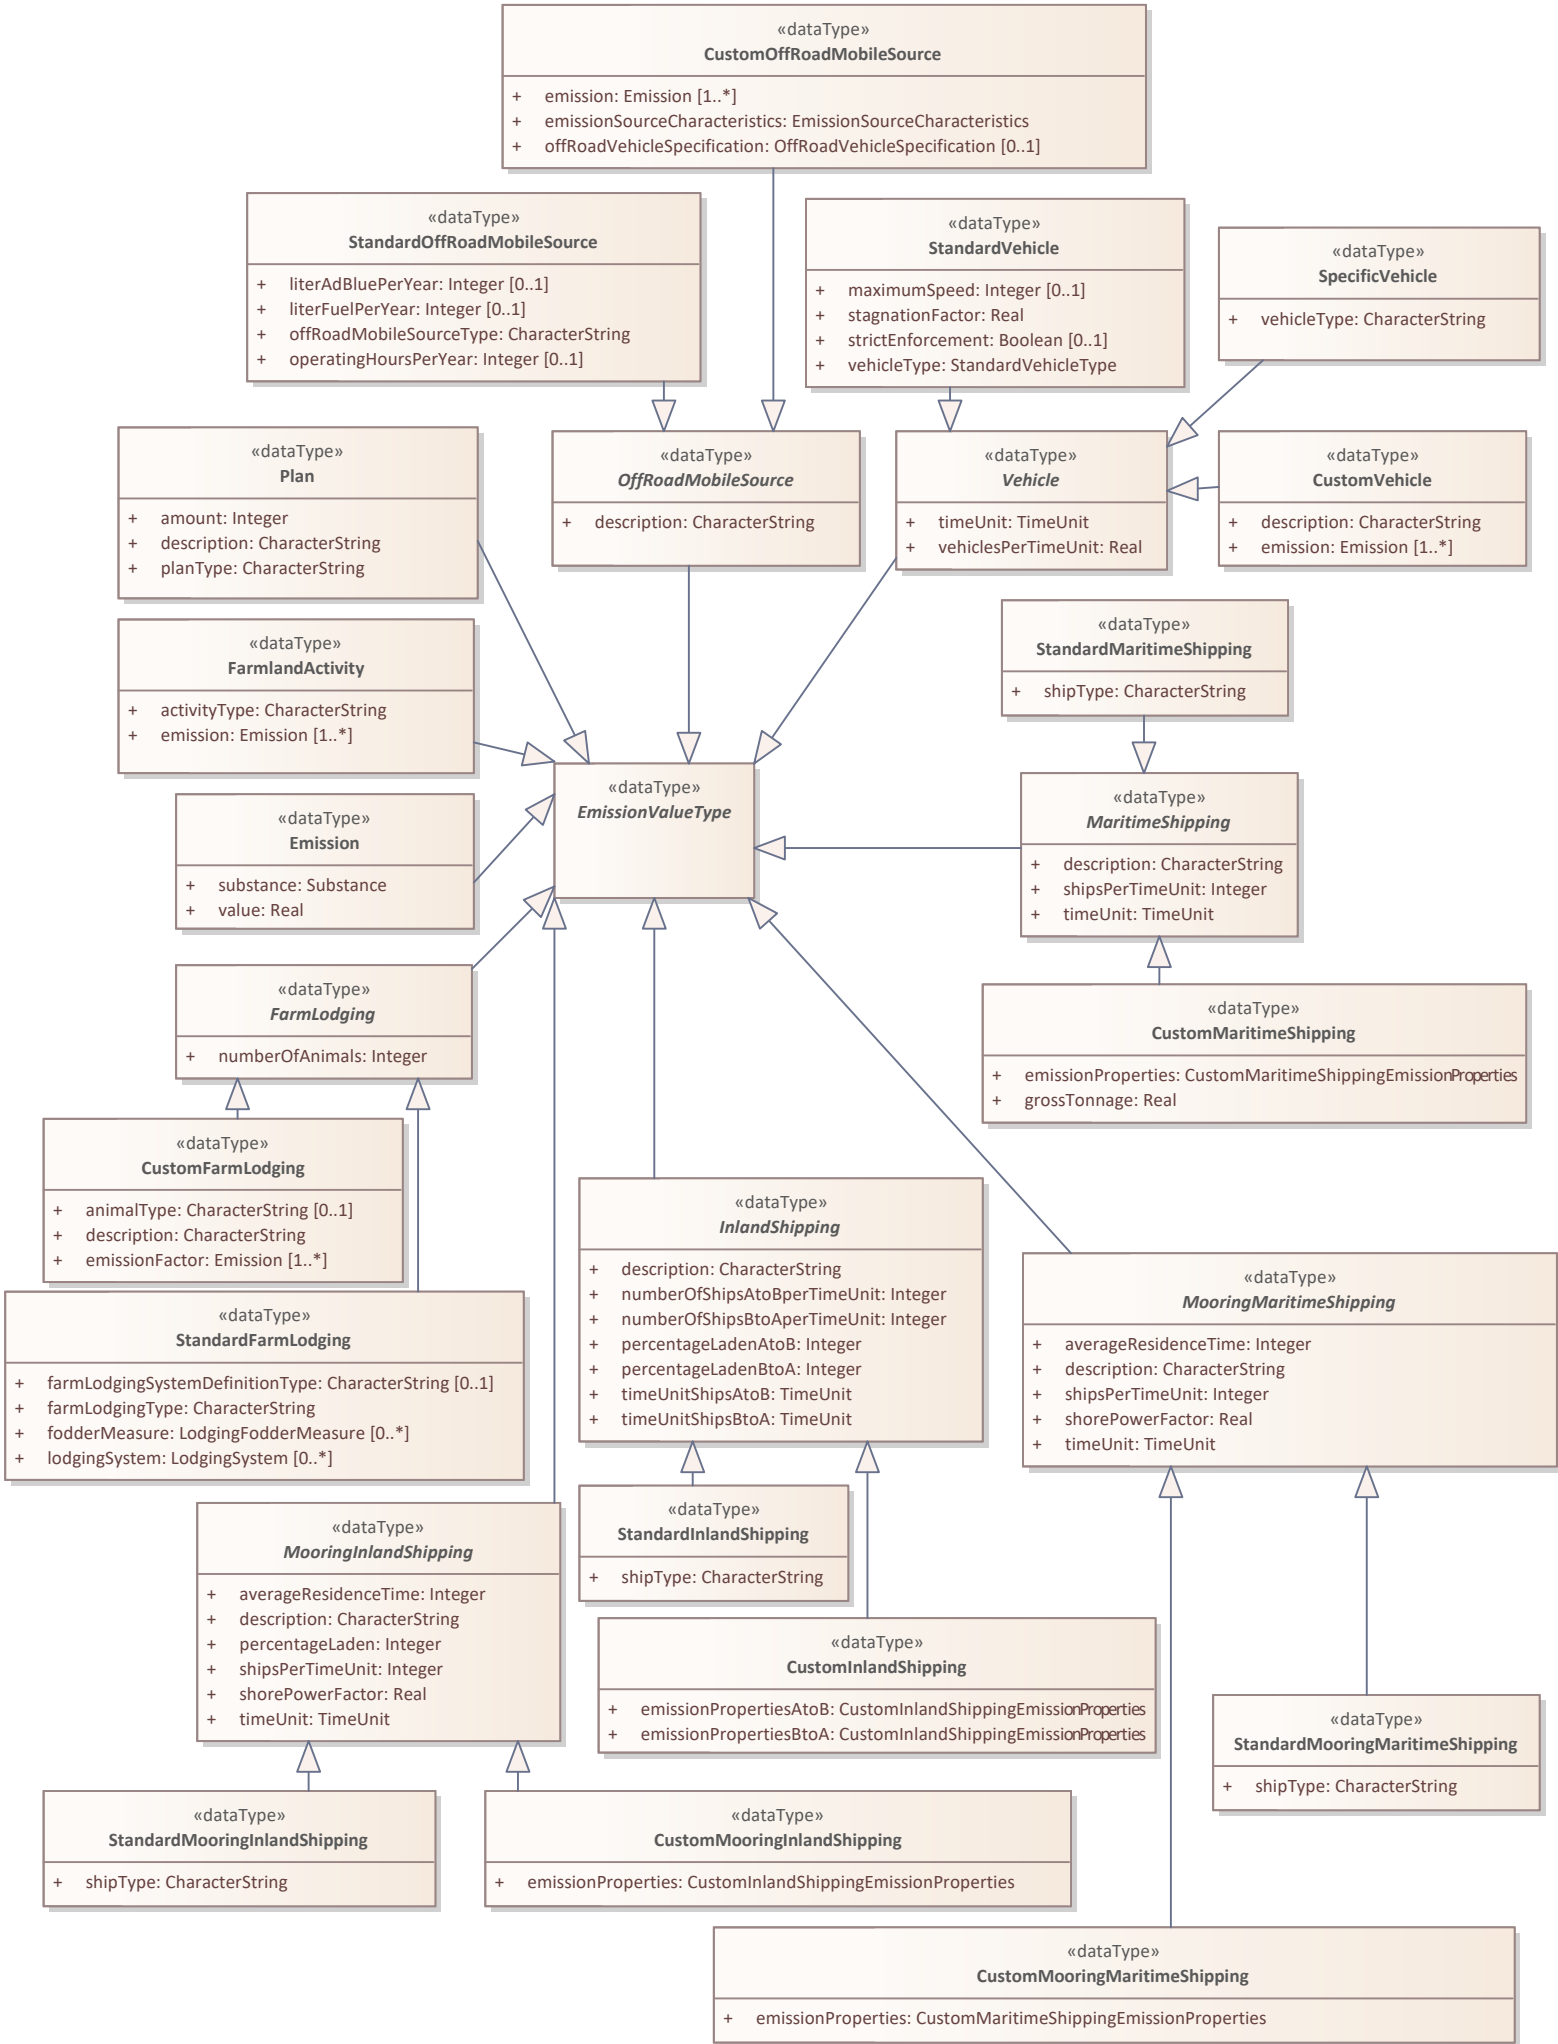 «dataType»
CustomOffRoadMobileSource
+ emission: Emission [1..*]
+ emissionSourceCharacteristics: EmissionSourceCharacteristics
+ offRoadVehicleSpecification: OffRoadVehicleSpecification [0..1]
«dataType»
StandardOffRoadMobileSource
+ literAdBluePerYear: Integer [0..1]
+ literFuelPerYear: Integer [0..1]
+ offRoadMobileSourceType: CharacterString
+ operatingHoursPerYear: Integer [0..1]
«dataType»
StandardVehicle
+ maximumSpeed: Integer [0..1]
+ stagnationFactor: Real
+ strictEnforcement: Boolean [0..1]
+ vehicleType: StandardVehicleType
«dataType»
SpecificVehicle
+ vehicleType: CharacterString
«dataType»
Plan
+ amount: Integer
+ description: CharacterString
+ planType: CharacterString
«dataType»
OffRoadMobileSource
+ description: CharacterString
«dataType»
Vehicle
+ timeUnit: TimeUnit
+ vehiclesPerTimeUnit: Real
«dataType»
CustomVehicle
+ description: CharacterString
+ emission: Emission [1..*]
«dataType»
FarmlandActivity
+ activityType: CharacterString
+ emission: Emission [1..*]
«dataType»
StandardMaritimeShipping
+ shipType: CharacterString
«dataType»
EmissionValueType
«dataType»
MaritimeShipping
+ description: CharacterString
+ shipsPerTimeUnit: Integer
+ timeUnit: TimeUnit
«dataType»
Emission
+ substance: Substance
+ value: Real
«dataType»
FarmLodging
+ numberOfAnimals: Integer
«dataType»
CustomMaritimeShipping
+ emissionProperties: CustomMaritimeShippingEmissionProperties
+ grossTonnage: Real
«dataType»
CustomFarmLodging
+ animalType: CharacterString [0..1]
+ description: CharacterString
+ emissionFactor: Emission [1..*]
«dataType»
InlandShipping
+ description: CharacterString
+ numberOfShipsAtoBperTimeUnit: Integer
+ numberOfShipsBtoAperTimeUnit: Integer
+ percentageLadenAtoB: Integer
+ percentageLadenBtoA: Integer
+ timeUnitShipsAtoB: TimeUnit
+ timeUnitShipsBtoA: TimeUnit
«dataType»
MooringMaritimeShipping
+ averageResidenceTime: Integer
+ description: CharacterString
+ shipsPerTimeUnit: Integer
+ shorePowerFactor: Real
+ timeUnit: TimeUnit
«dataType»
StandardFarmLodging
+ farmLodgingSystemDefinitionType: CharacterString [0..1]
+ farmLodgingType: CharacterString
+ fodderMeasure: LodgingFodderMeasure [0..*]
+ lodgingSystem: LodgingSystem [0..*]
«dataType»
StandardInlandShipping
+ shipType: CharacterString
«dataType»
MooringInlandShipping
+ averageResidenceTime: Integer
+ description: CharacterString
+ percentageLaden: Integer
+ shipsPerTimeUnit: Integer
+ shorePowerFactor: Real
+ timeUnit: TimeUnit
«dataType»
CustomInlandShipping
+ emissionPropertiesAtoB: CustomInlandShippingEmissionProperties
+ emissionPropertiesBtoA: CustomInlandShippingEmissionProperties
«dataType»
StandardMooringMaritimeShipping
+ shipType: CharacterString
«dataType»
StandardMooringInlandShipping
+ shipType: CharacterString
«dataType»
CustomMooringInlandShipping
+ emissionProperties: CustomInlandShippingEmissionProperties
«dataType»
CustomMooringMaritimeShipping
+ emissionProperties: CustomMaritimeShippingEmissionProperties